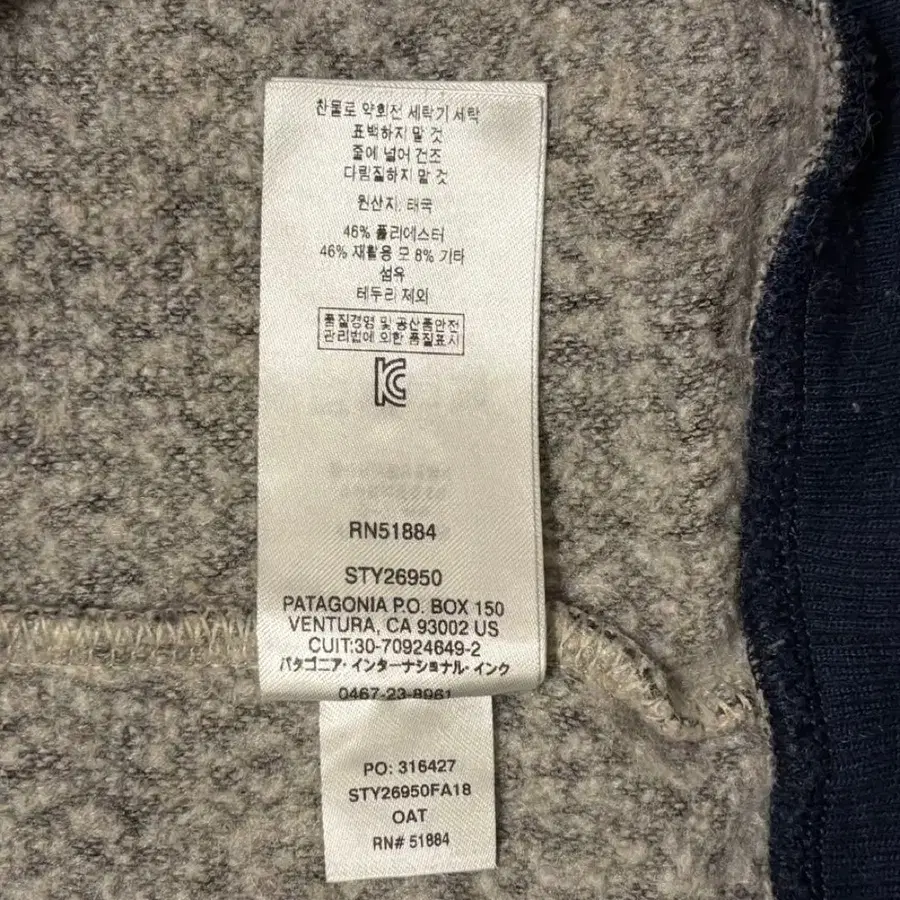 찬물로 약회전 세탁기 세탁
표백하지 말 것
줄에 널어 건조
다림질하지 말 것
원산지: 태국
46% 폴리에스터
46% 재활용 모 8% 기타
섬유
테두리 제외
품질경영 및 공산품안전
관리법에 의한 품질표시
KC
RN51884
STY26950
PATAGONIA P.O. BOX 150
VENTURA, CA 93002 US
CUIT:30-70924649-2
パタゴニア・インターナショナル・インク
0467-23-8961
PO: 316427
STY26950FA18
OAT
RN# 51884